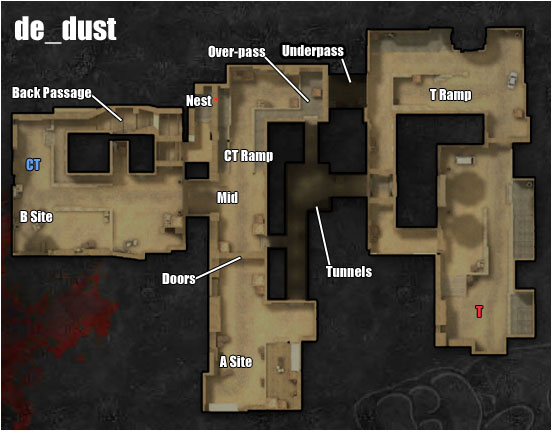 de_dust
Over-pass
Underpass
Back Passage
Nest
T Ramp
CT
CT Ramp
B Site
Mid
Doors
Tunnels
T
A Site